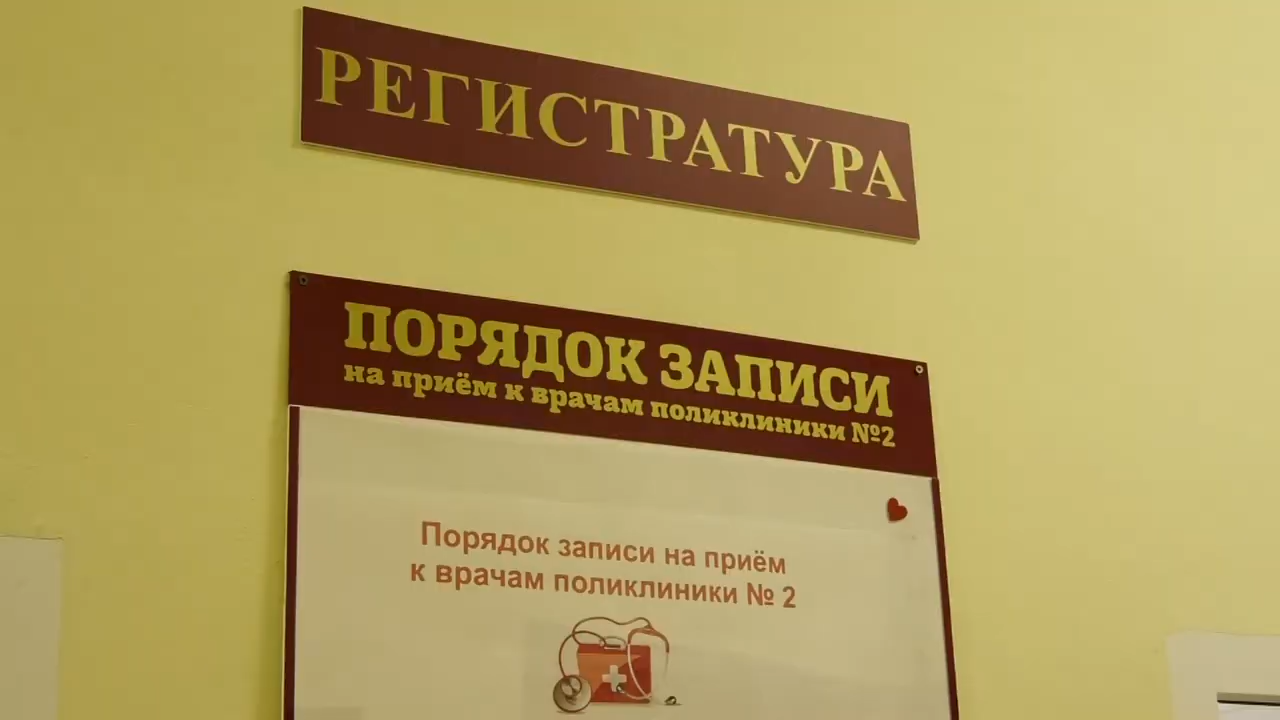 РЕГИСТРАТУРА
ПОРЯДОК ЗАПИСИ
на приём к врачам поликлиники №2
Порядок записи на приём
к врачам поликлиники № 2